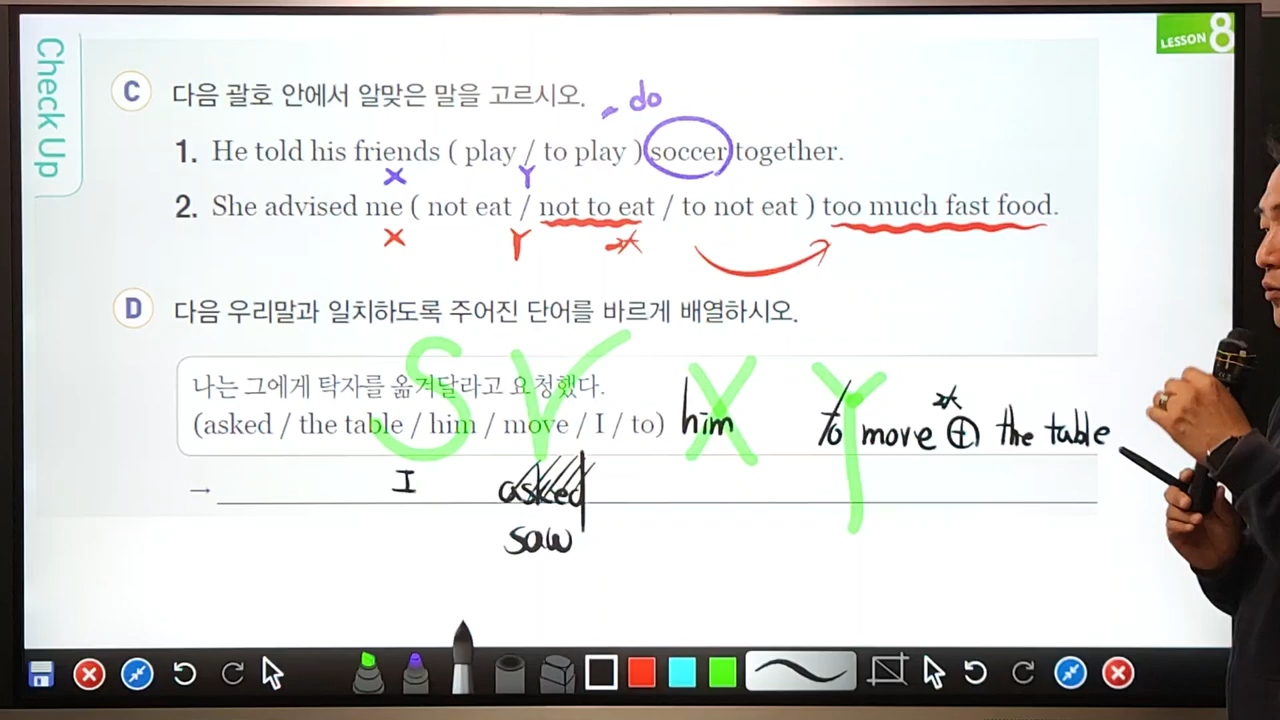 LESSON 8
Check Up
C 다음 괄호 안에서 알맞은 말을 고르시오.
- do
1. He told his friends ( play / to play ) soccer together.
X Y
2. She advised me ( not eat / not to eat / to not eat ) too much fast food.
X Y
D 다음 우리말과 일치하도록 주어진 단어를 바르게 배열하시오.
S V X Y
나는 그에게 탁자를 옮겨달라고 요청했다.
(asked / the table / him / move / I / to) him to move + the table
→ I asked
saw